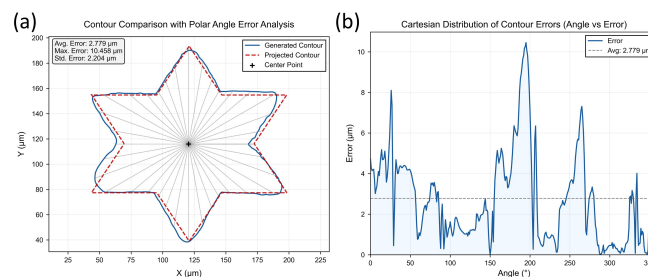 (a)
Contour Comparison with Polar Angle Error Analysis
Avg. Error: 2.779 μm
Max. Error: 10.458 μm
Std. Error: 2.204 μm
Generated Contour
Projected Contour
Center Point
200
180
160
140
120
100
80
60
40
Y (μm)
25 50 75 100 125 150 175 200 225
X (μm)
(b)
Cartesian Distribution of Contour Errors (Angle vs Error)
Error
Avg: 2.779 μm
10
8
6
4
2
0
Error (μm)
0 50 100 150 200 250 300
Angle (°)